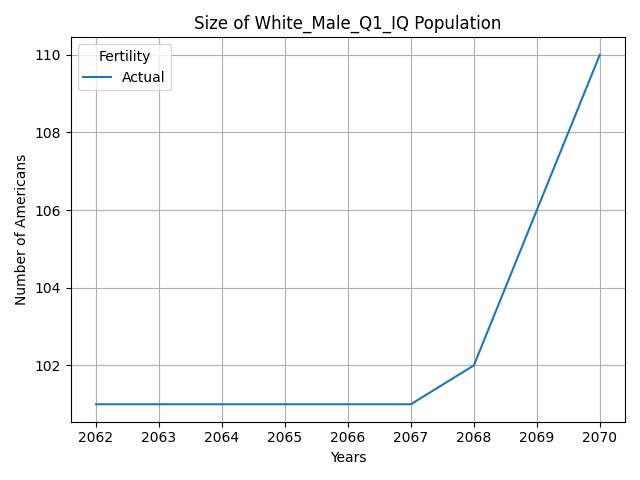 Size of White_Male_Q1_IQ Population
Number of Americans
110
108
106
104
102
Fertility
Actual
2062 2063 2064 2065 2066 2067 2068 2069 2070
Years